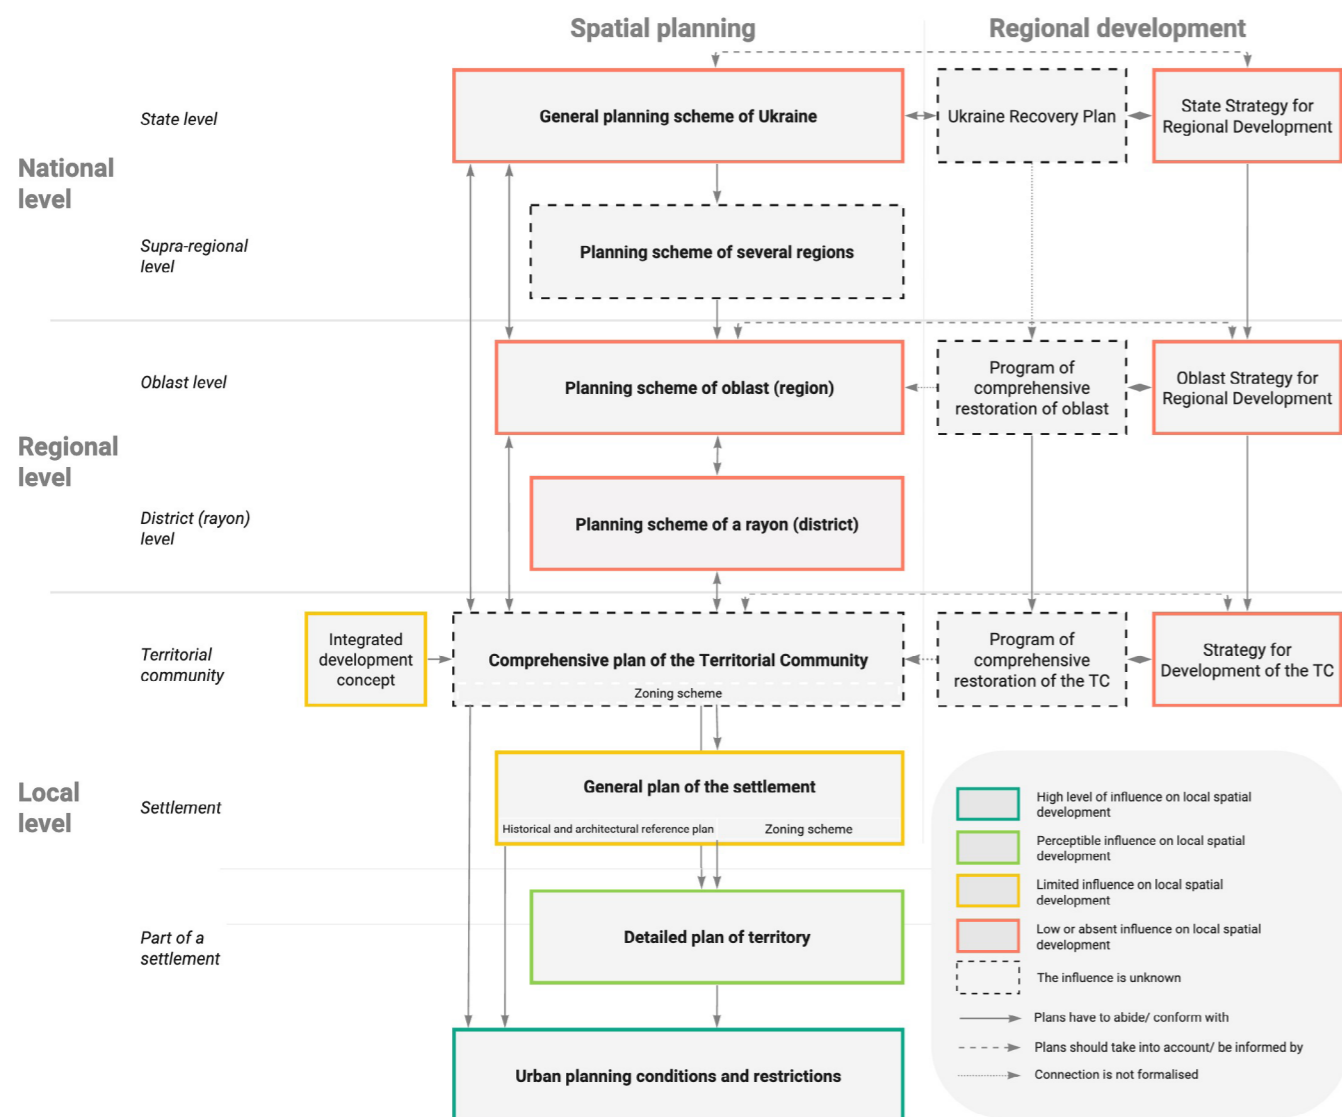 Spatial planning
Regional development
National
level
State level
General planning scheme of Ukraine
Ukraine Recovery Plan
State Strategy for
Regional Development
Supra-regional
level
Planning scheme of several regions
Regional
level
Oblast level
Planning scheme of oblast (region)
Program of
comprehensive
restoration of oblast
Oblast Strategy for
Regional Development
District (rayon)
level
Planning scheme of a rayon (district)
Local
level
Territorial
community
Integrated
development
concept
Comprehensive plan of the Territorial Community
Zoning scheme
Program of
comprehensive
restoration of the TC
Strategy for
Development of the TC
Settlement
General plan of the settlement
Historical and architectural reference plan
Zoning scheme
Part of a
settlement
Detailed plan of territory
Urban planning conditions and restrictions
High level of influence on local spatial
development
Perceptible influence on local spatial
development
Limited influence on local spatial
development
Low or absent influence on local spatial
development
The influence is unknown
Plans have to abide/ conform with
Plans should take into account/ be informed by
Connection is not formalised